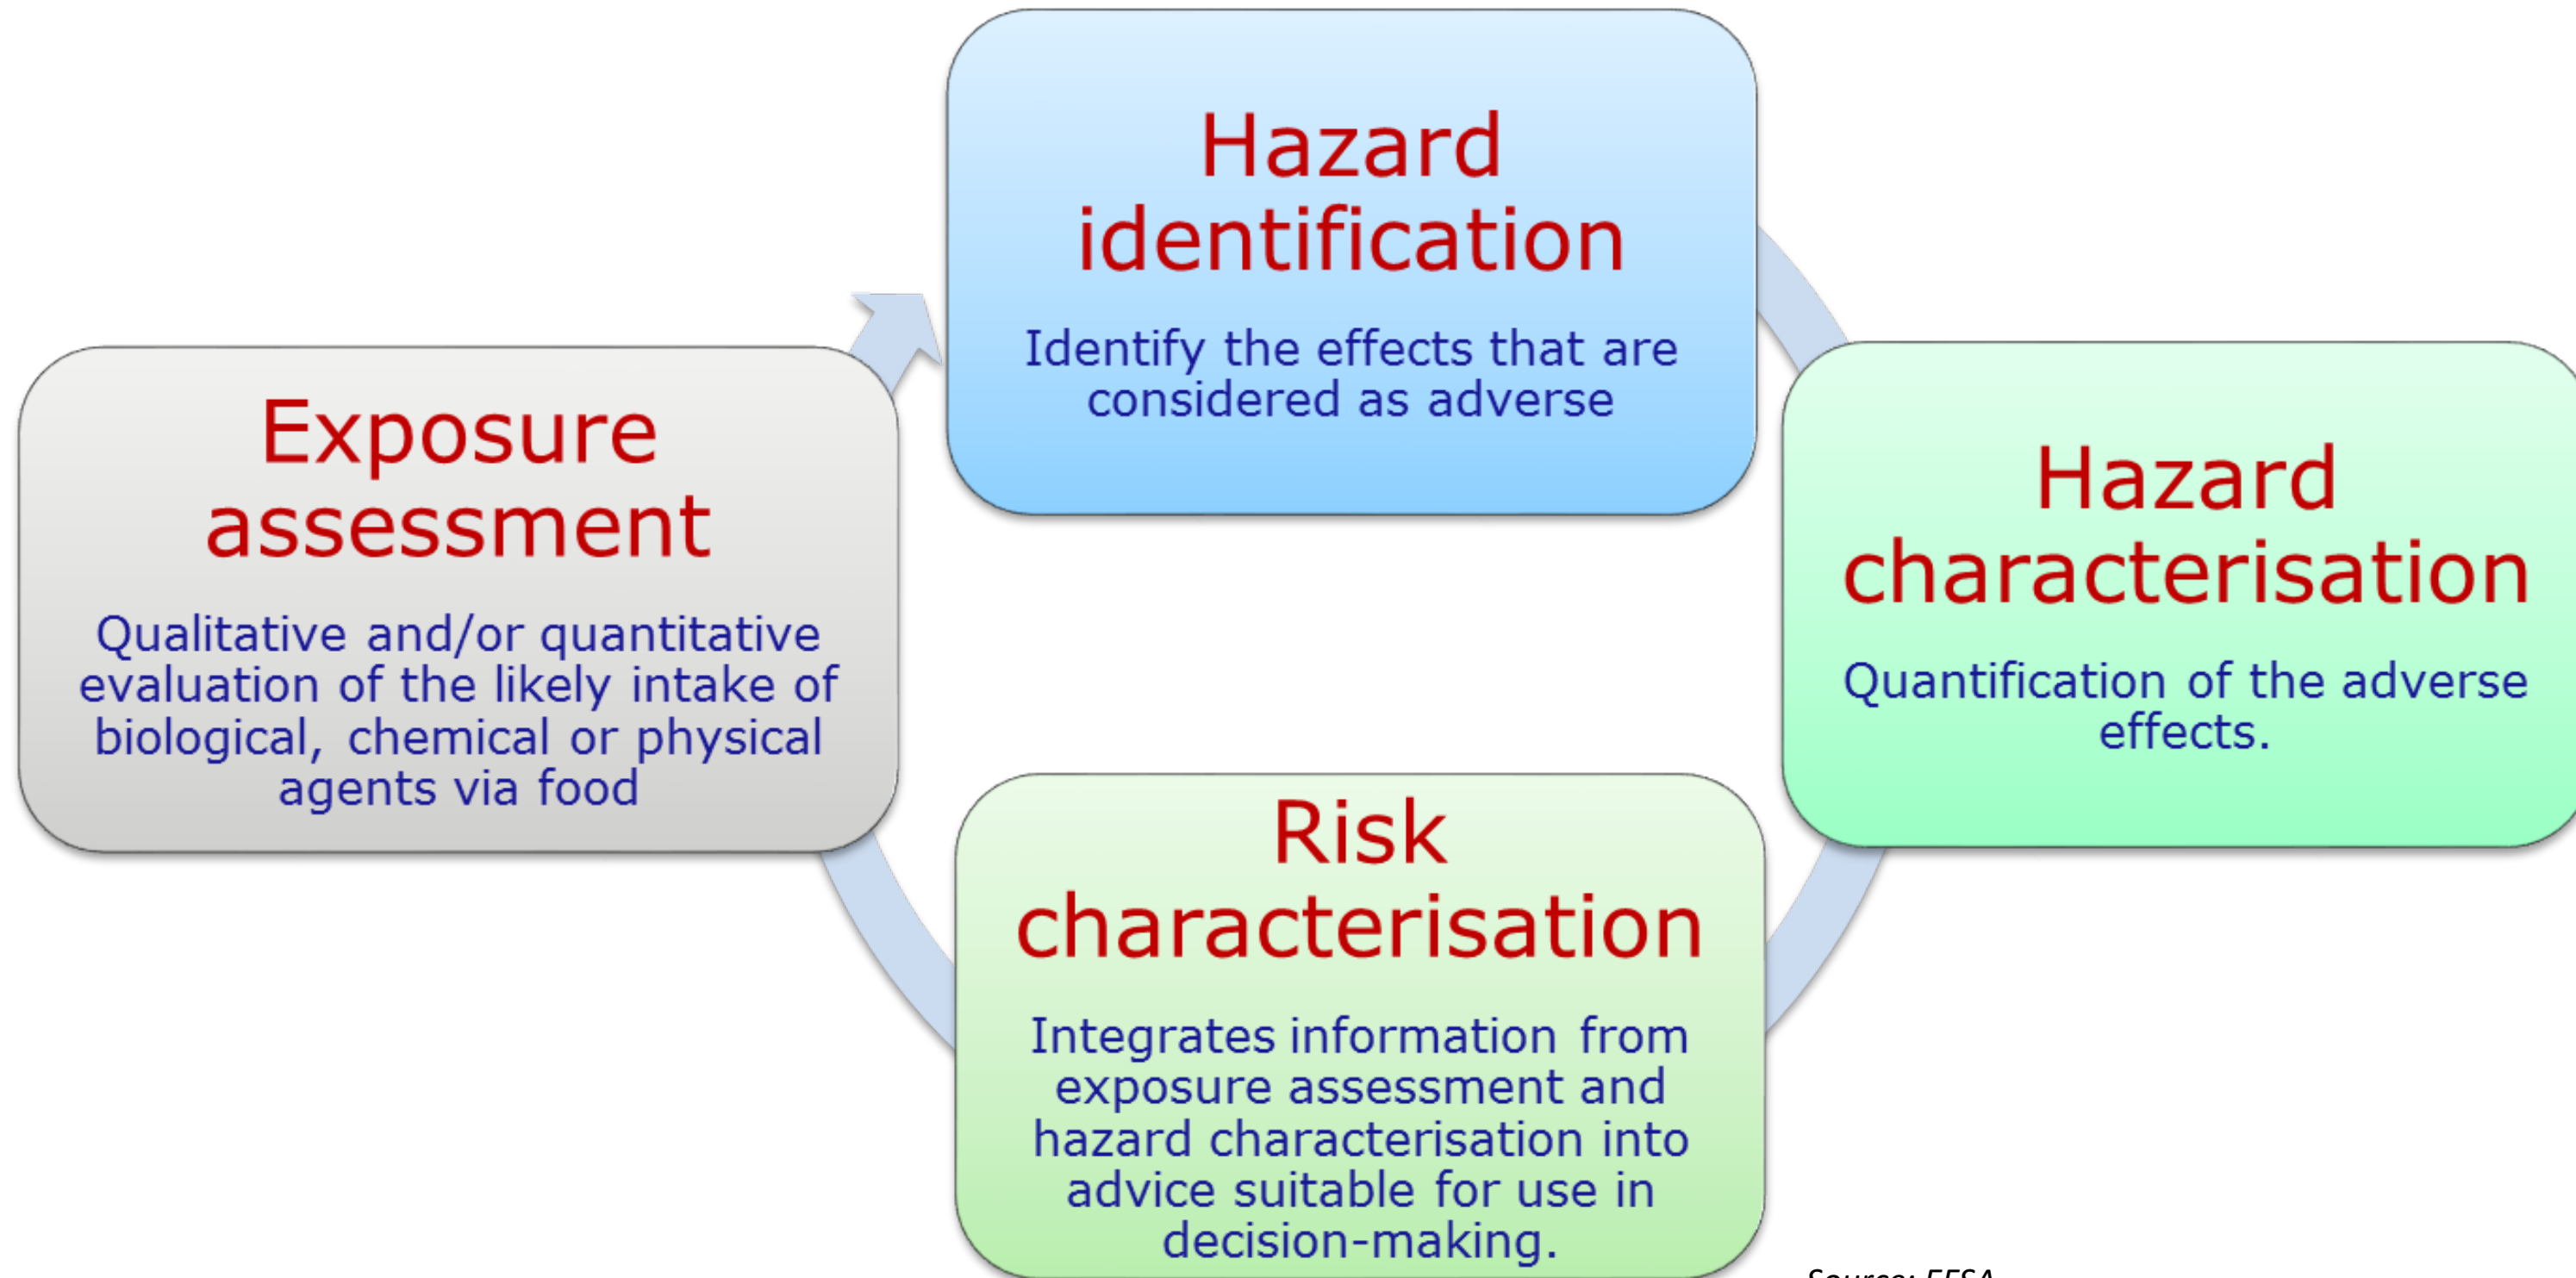 Hazard
identification
Identify the effects that are
considered as adverse
Hazard
characterisation
Quantification of the adverse
effects.
Risk
characterisation
Integrates information from
exposure assessment and
hazard characterisation into
advice suitable for use in
decision-making.
Exposure
assessment
Qualitative and/or quantitative
evaluation of the likely intake of
biological, chemical or physical
agents via food
Source: EFSA